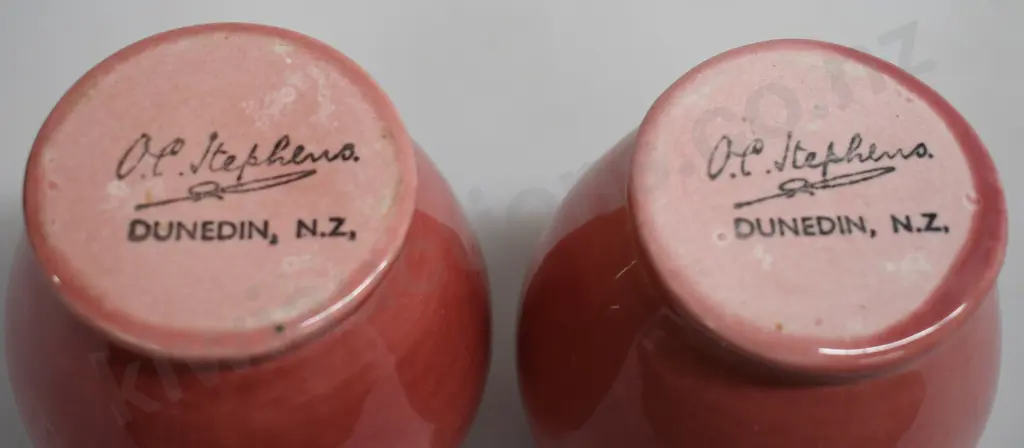 O.C. Stephens.
DUNEDIN, N.Z.
O.C. Stephens.
DUNEDIN, N.Z.